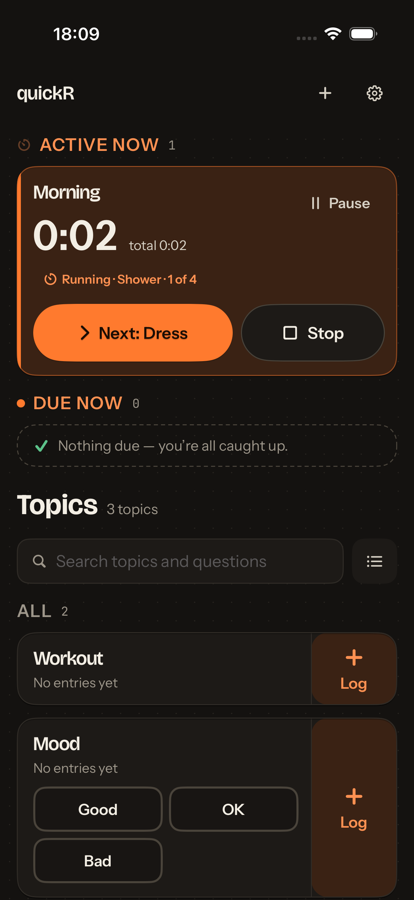 18:09
quickR
ACTIVE NOW 1
Morning
Pause
0:02 total 0:02
Running · Shower · 1 of 4
Next: Dress
Stop
DUE NOW 0
Nothing due — you're all caught up.
Topics 3 topics
Search topics and questions
ALL 2
Workout
No entries yet
Log
Mood
No entries yet
Good
OK
Log
Bad